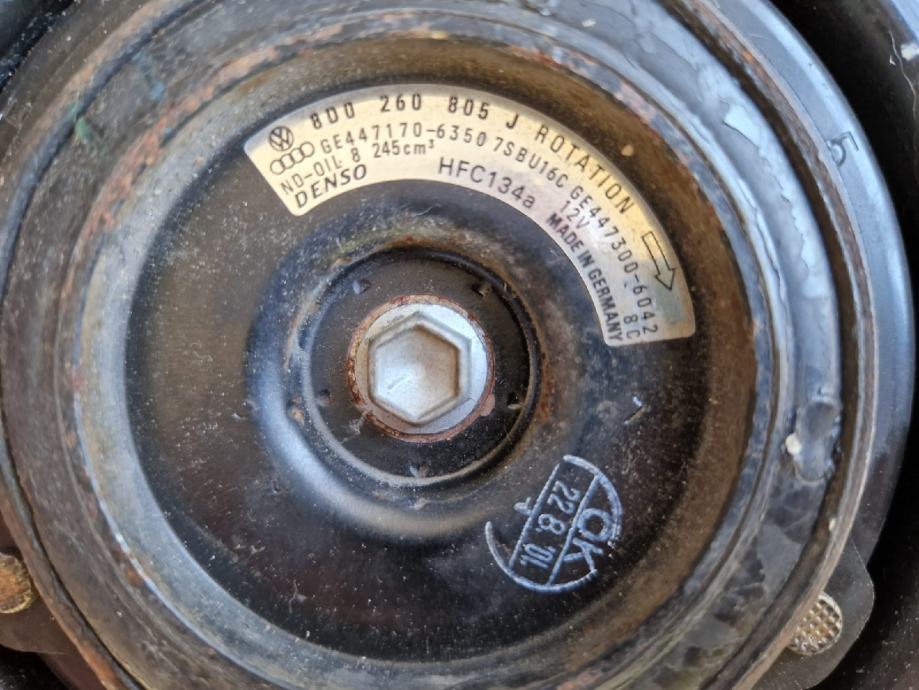 8D0 260 805 J ROTATION
GE447170-6350 7SBU16C GE447300-6042
ND-OIL 8 245cm³ 12V 8C
DENSO HFC134a MADE IN GERMANY
OK
22.8.'01.
5